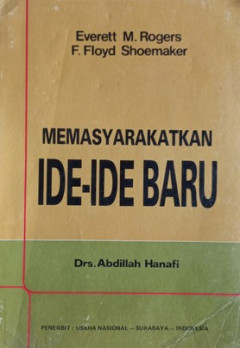 Everett M. Rogers
F. Floyd Shoemaker
MEMASYARAKATKAN
IDE-IDE BARU
Drs. Abdillah Hanafi
PENERBIT : USAHA NASIONAL – SURABAYA – INDONESIA